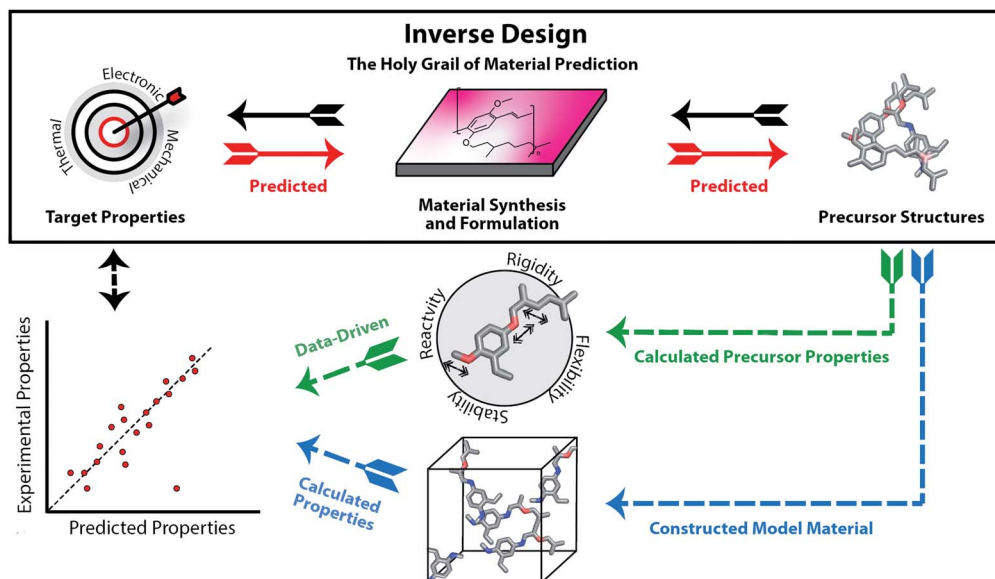 Inverse Design
The Holy Grail of Material Prediction
Electronic
Thermal
Mechanical
Target Properties
Predicted
OMe
O
n
Material Synthesis
and Formulation
Predicted
Precursor Structures
Experimental Properties
Predicted Properties
Data-Driven
Calculated
Properties
Rigidity
Reactvity
Flexibility
Stability
Calculated Precursor Properties
Constructed Model Material